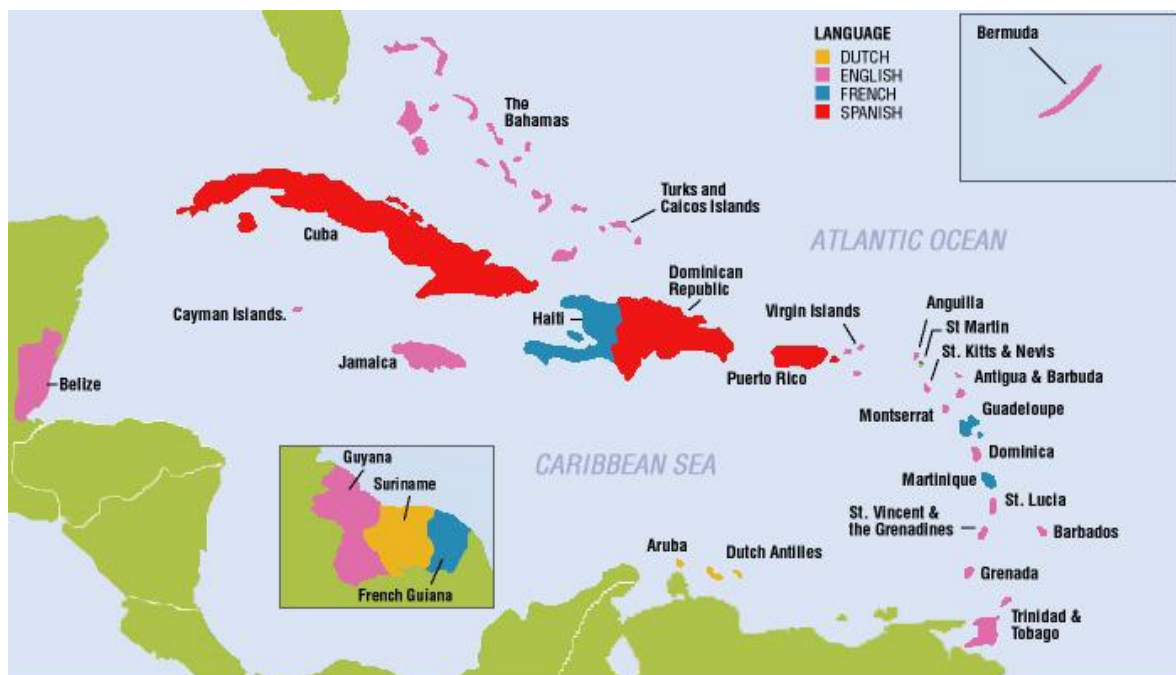 LANGUAGE
DUTCH
ENGLISH
FRENCH
SPANISH
Bermuda
The
Bahamas
Turks and
Caicos Islands
ATLANTIC OCEAN
Cuba
Dominican
Republic
Cayman Islands.
Haiti
Virgin Islands
Anguilla
St Martin
St. Kitts & Nevis
Jamaica
Belize
Puerto Rico
Antigua & Barbuda
Montserrat
Guadeloupe
Guyana
Suriname
French Guiana
CARIBBEAN SEA
Dominica
Martinique
St. Lucia
St. Vincent &
the Grenadines
Barbados
Aruba
Dutch Antilles
Grenada
Trinidad &
Tobago